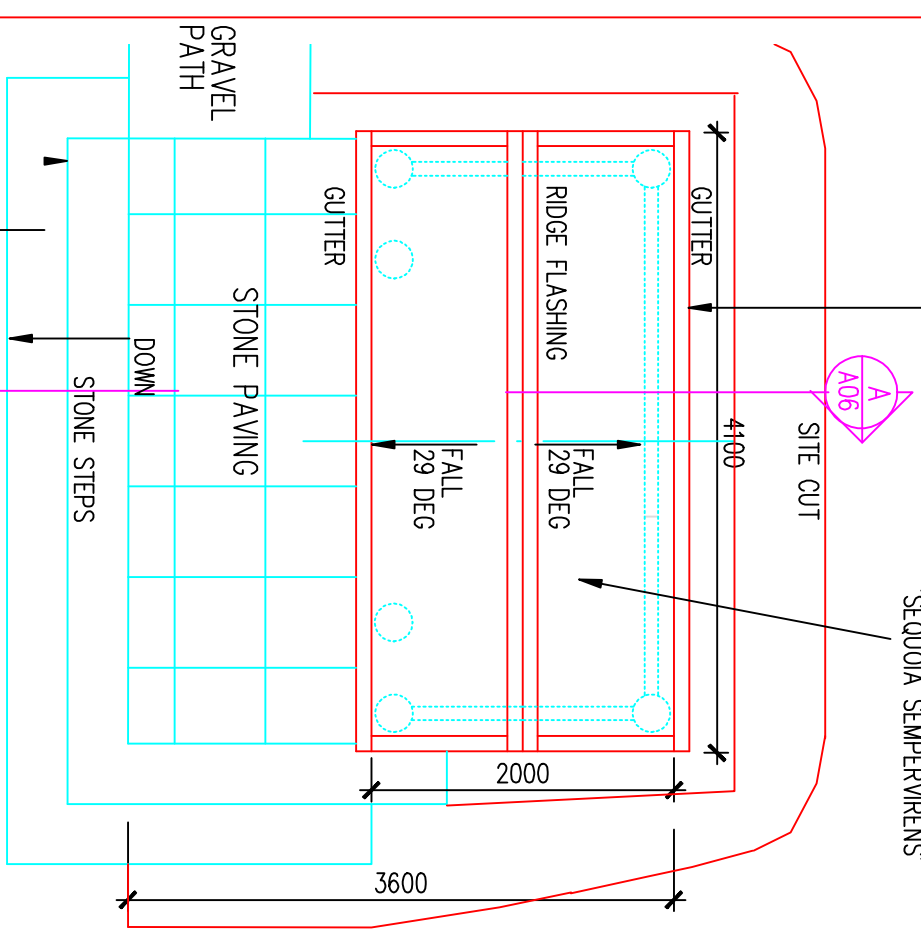 GRAVEL
PATH
GUTTER
GUTTER
RIDGE FLASHING
STONE PAVING
DOWN
STONE STEPS
A
A06
SITE CUT
4100
FALL
29 DEG
FALL
29 DEG
'SEQUOIA SEMPERVIRENS'
2000
3600